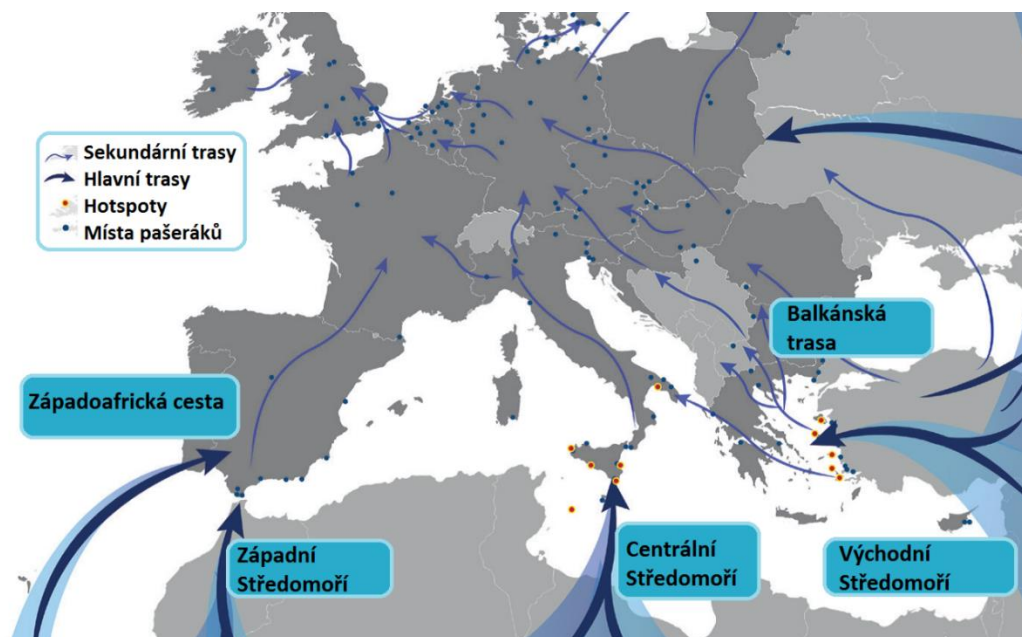 Sekundární trasy
Hlavní trasy
Hotspoty
Místa pašeráků
Balkánská
trasa
Západoafrická cesta
Západní
Středomoří
Centrální
Středomoří
Východní
Středomoří